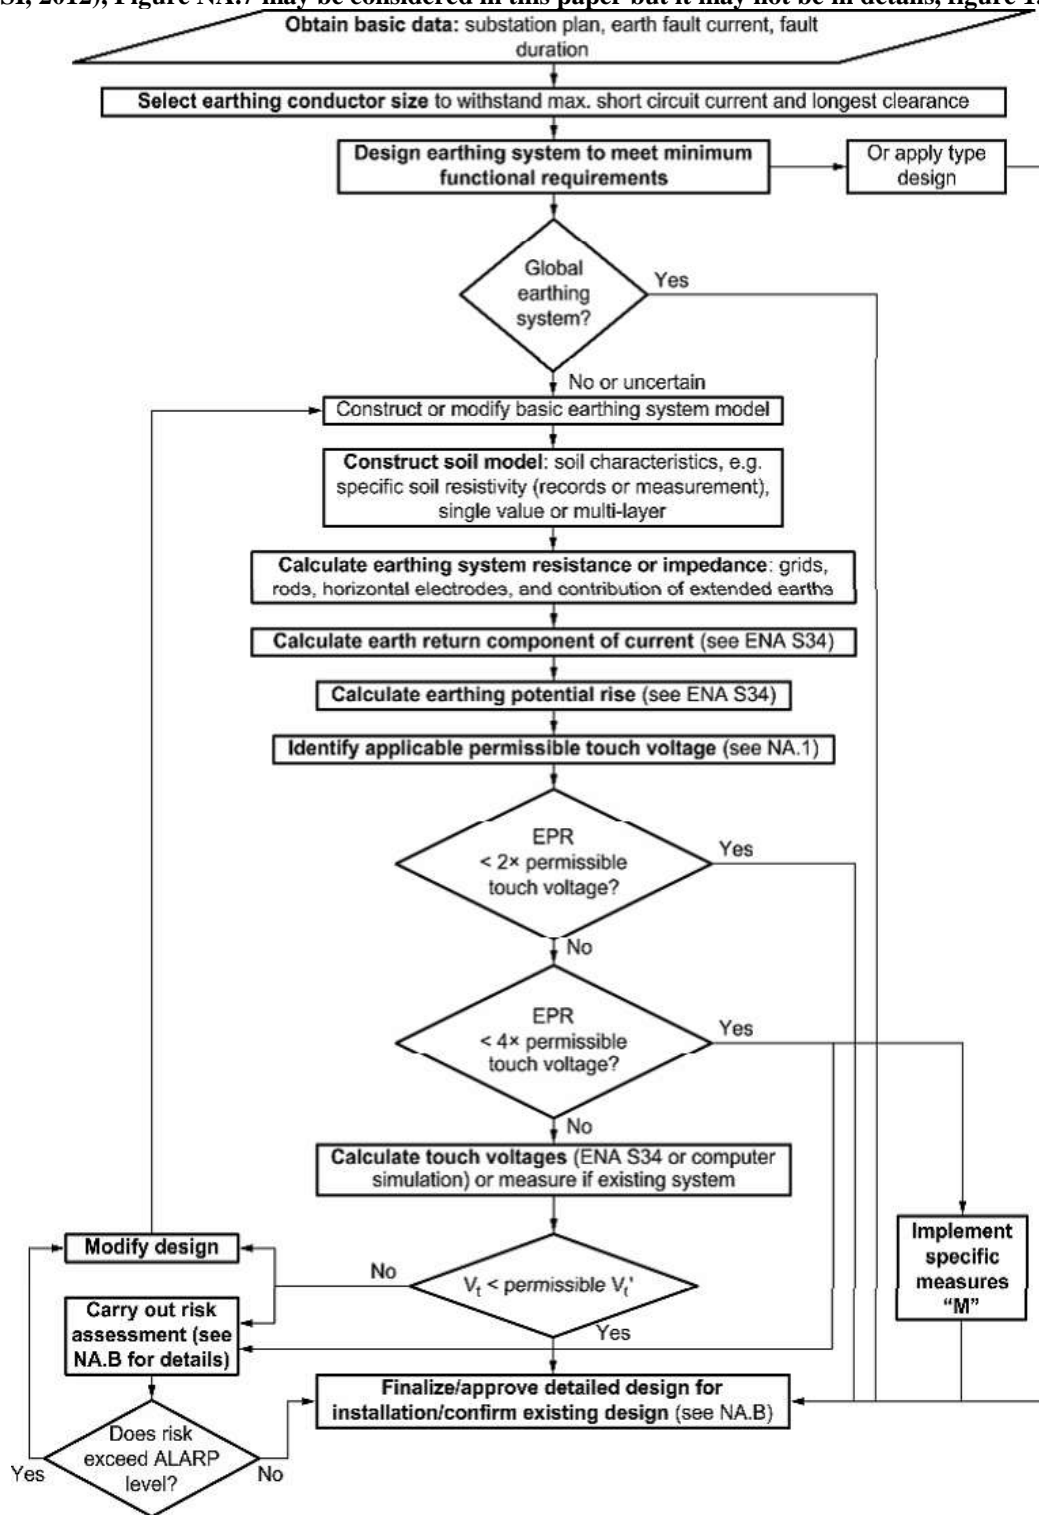 SI, 2012), Figure NA.7 may be considered in this paper but it may not be in details, figure 1.
Obtain basic data: substation plan, earth fault current, fault
duration
Select earthing conductor size to withstand max. short circuit current and longest clearance
Design earthing system to meet minimum
functional requirements
Or apply type
design
Global
earthing
system?
Yes
No or uncertain
Construct or modify basic earthing system model
Construct soil model: soil characteristics, e.g.
specific soil resistivity (records or measurement),
single value or multi-layer
Calculate earthing system resistance or impedance: grids,
rods, horizontal electrodes, and contribution of extended earths
Calculate earth return component of current (see ENA S34)
Calculate earthing potential rise (see ENA S34)
Identify applicable permissible touch voltage (see NA.1)
EPR
< 2× permissible
touch voltage?
Yes
No
EPR
< 4× permissible
touch voltage?
Yes
No
Calculate touch voltages (ENA S34 or computer
simulation) or measure if existing system
Implement
specific
measures
“M”
Modify design
No
Vt < permissible Vt'
Yes
Carry out risk
assessment (see
NA.B for details)
Finalize/approve detailed design for
installation/confirm existing design (see NA.B)
Does risk
exceed ALARP
level?
Yes
No